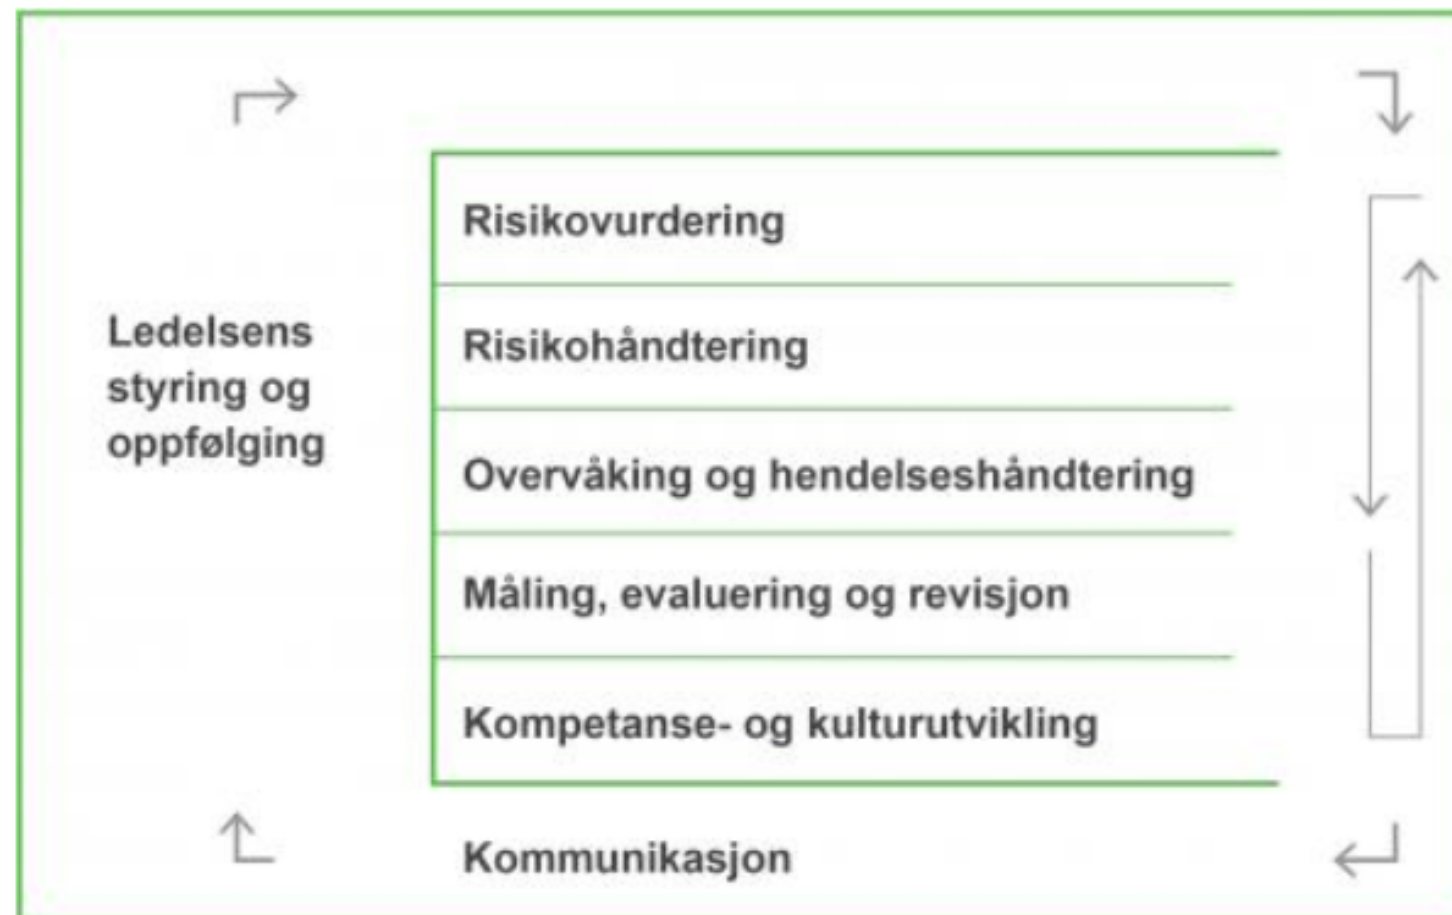 Ledelsens
styring og
oppfølging
Risikovurdering
Risikohåndtering
Overvåking og hendelseshåndtering
Måling, evaluering og revisjon
Kompetanse- og kulturutvikling
Kommunikasjon